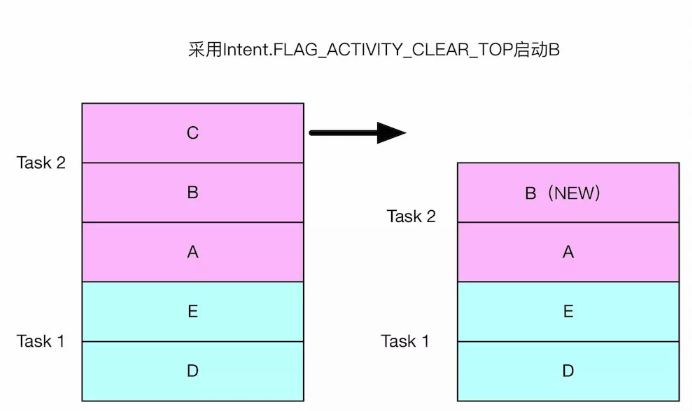 采用Intent.FLAG_ACTIVITY_CLEAR_TOP启动B
C
Task 2
B
A
E
Task 1
D
B（NEW）
Task 2
A
E
Task 1
D